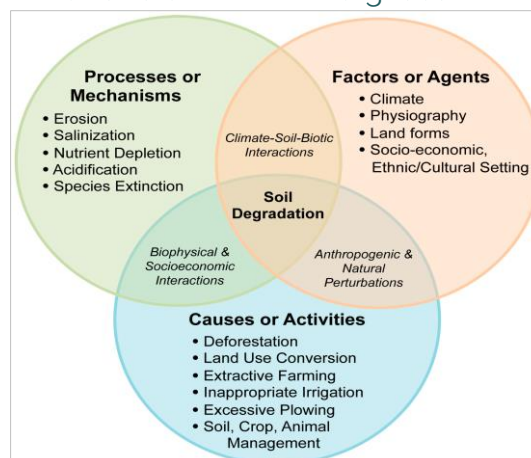 Processes or
Mechanisms
• Erosion
• Salinization
• Nutrient Depletion
• Acidification
• Species Extinction
Factors or Agents
• Climate
• Physiography
• Land forms
• Socio-economic,
Ethnic/Cultural Setting
Climate-Soil-Biotic
Interactions
Soil
Degradation
Biophysical &
Socioeconomic
Interactions
Anthropogenic &
Natural
Perturbations
Causes or Activities
• Deforestation
• Land Use Conversion
• Extractive Farming
• Inappropriate Irrigation
• Excessive Plowing
• Soil, Crop, Animal
Management